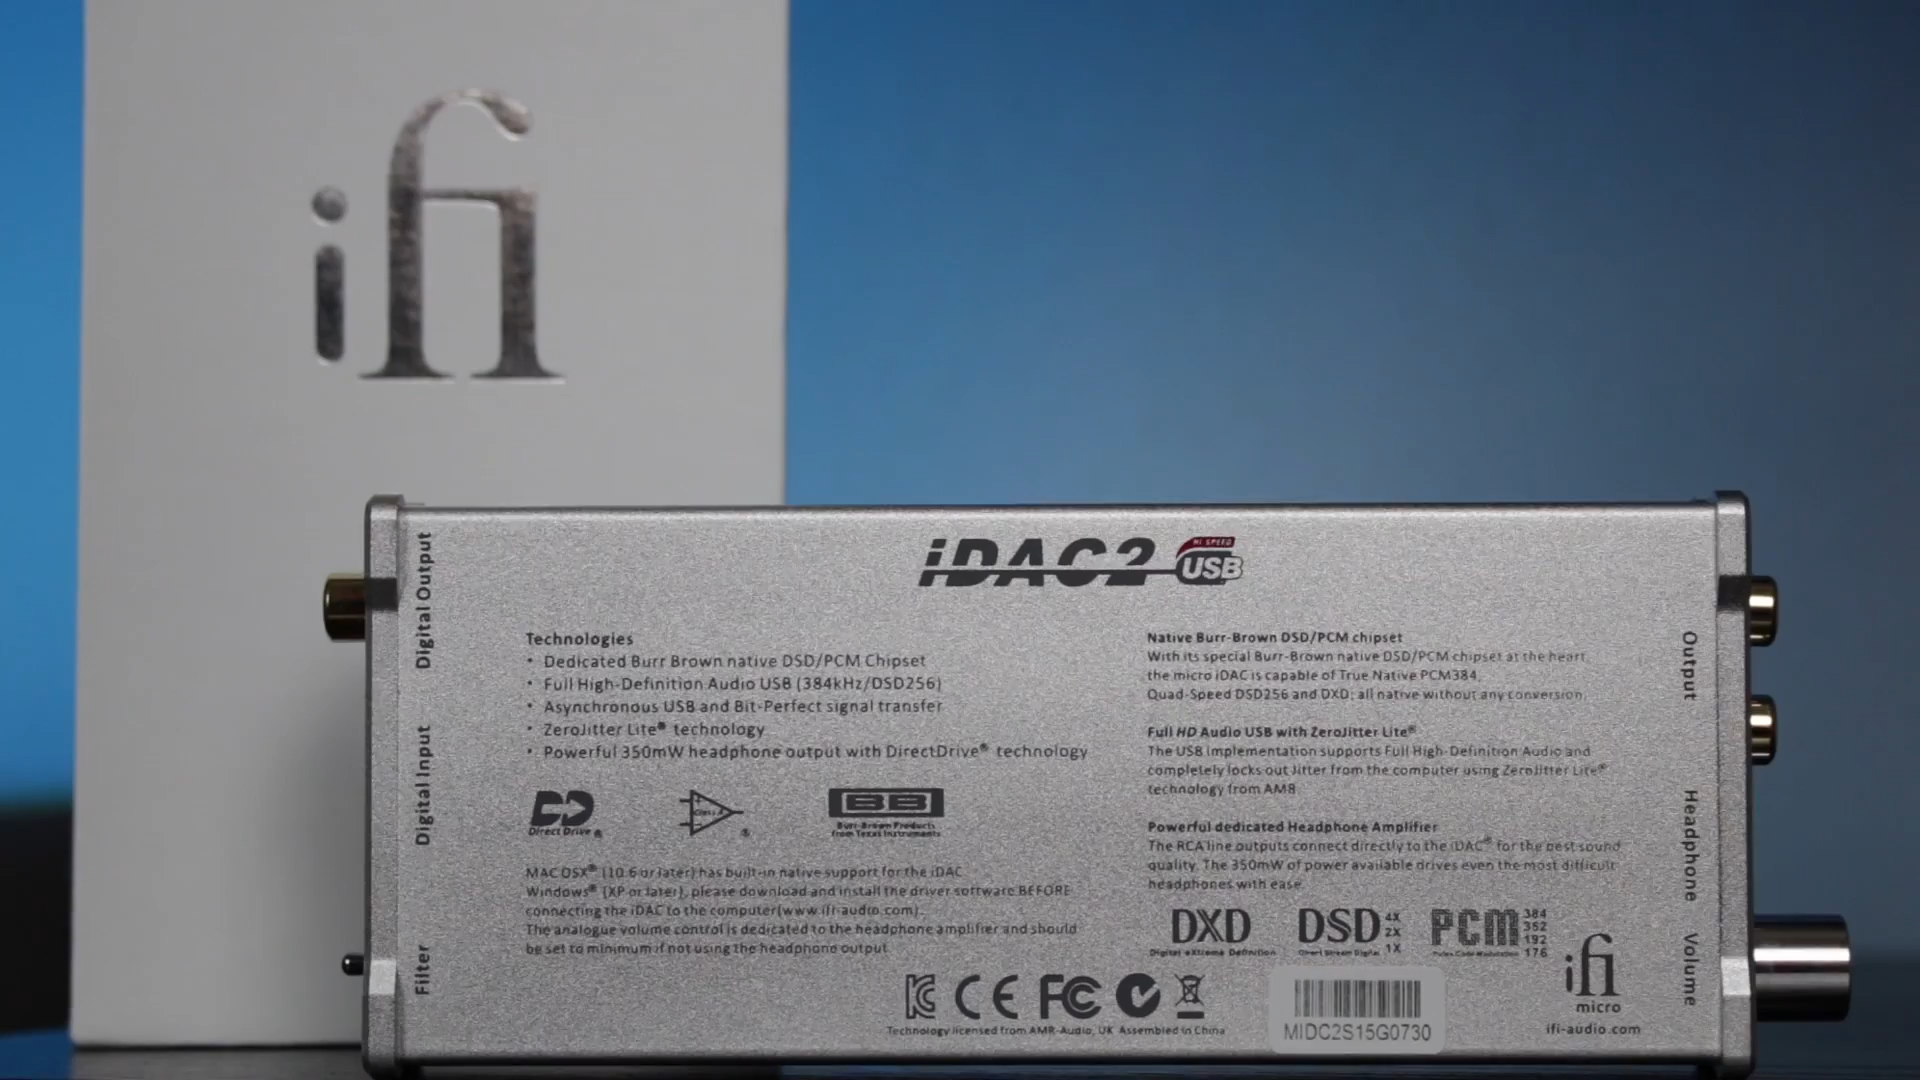 ifi
iDAC2
HI SPEED
USB
Digital Output
Digital Input
Filter
Technologies
• Dedicated Burr Brown native DSD/PCM Chipset
• Full High-Definition Audio USB (384kHz/DSD256)
• Asynchronous USB and Bit-Perfect signal transfer
• ZeroJitter Lite® technology
• Powerful 350mW headphone output with DirectDrive® technology
Direct Drive ®
Class A ®
BB
Burr-Brown Products
from Texas Instruments
MAC OSX® (10.6 or later) has built-in native support for the iDAC
Windows® (XP or later), please download and install the driver software BEFORE
connecting the iDAC to the computer(www.ifi-audio.com).
The analogue volume control is dedicated to the headphone amplifier and should
be set to minimum if not using the headphone output
Native Burr-Brown DSD/PCM chipset
With its special Burr-Brown native DSD/PCM chipset at the heart,
the micro iDAC is capable of True Native PCM384,
Quad-Speed DSD256 and DXD; all native without any conversion.
Full HD Audio USB with ZeroJitter Lite®
The USB implementation supports Full High-Definition Audio and
completely locks out Jitter from the computer using ZeroJitter Lite®
technology from AMR
Powerful dedicated Headphone Amplifier
The RCA line outputs connect directly to the iDAC® for the best sound
quality. The 350mW of power available drives even the most difficult
headphones with ease.
DXD
Digital eXtreme Definition
DSD 4X 2X 1X
Direct Stream Digital
PCM 384 352 192 176
Pulse Code Modulation
Output
Headphone
Volume
CE FC
Technology licensed from AMR-Audio, UK Assembled in China
MIDC2S15G0730
ifi
micro
ifi-audio.com